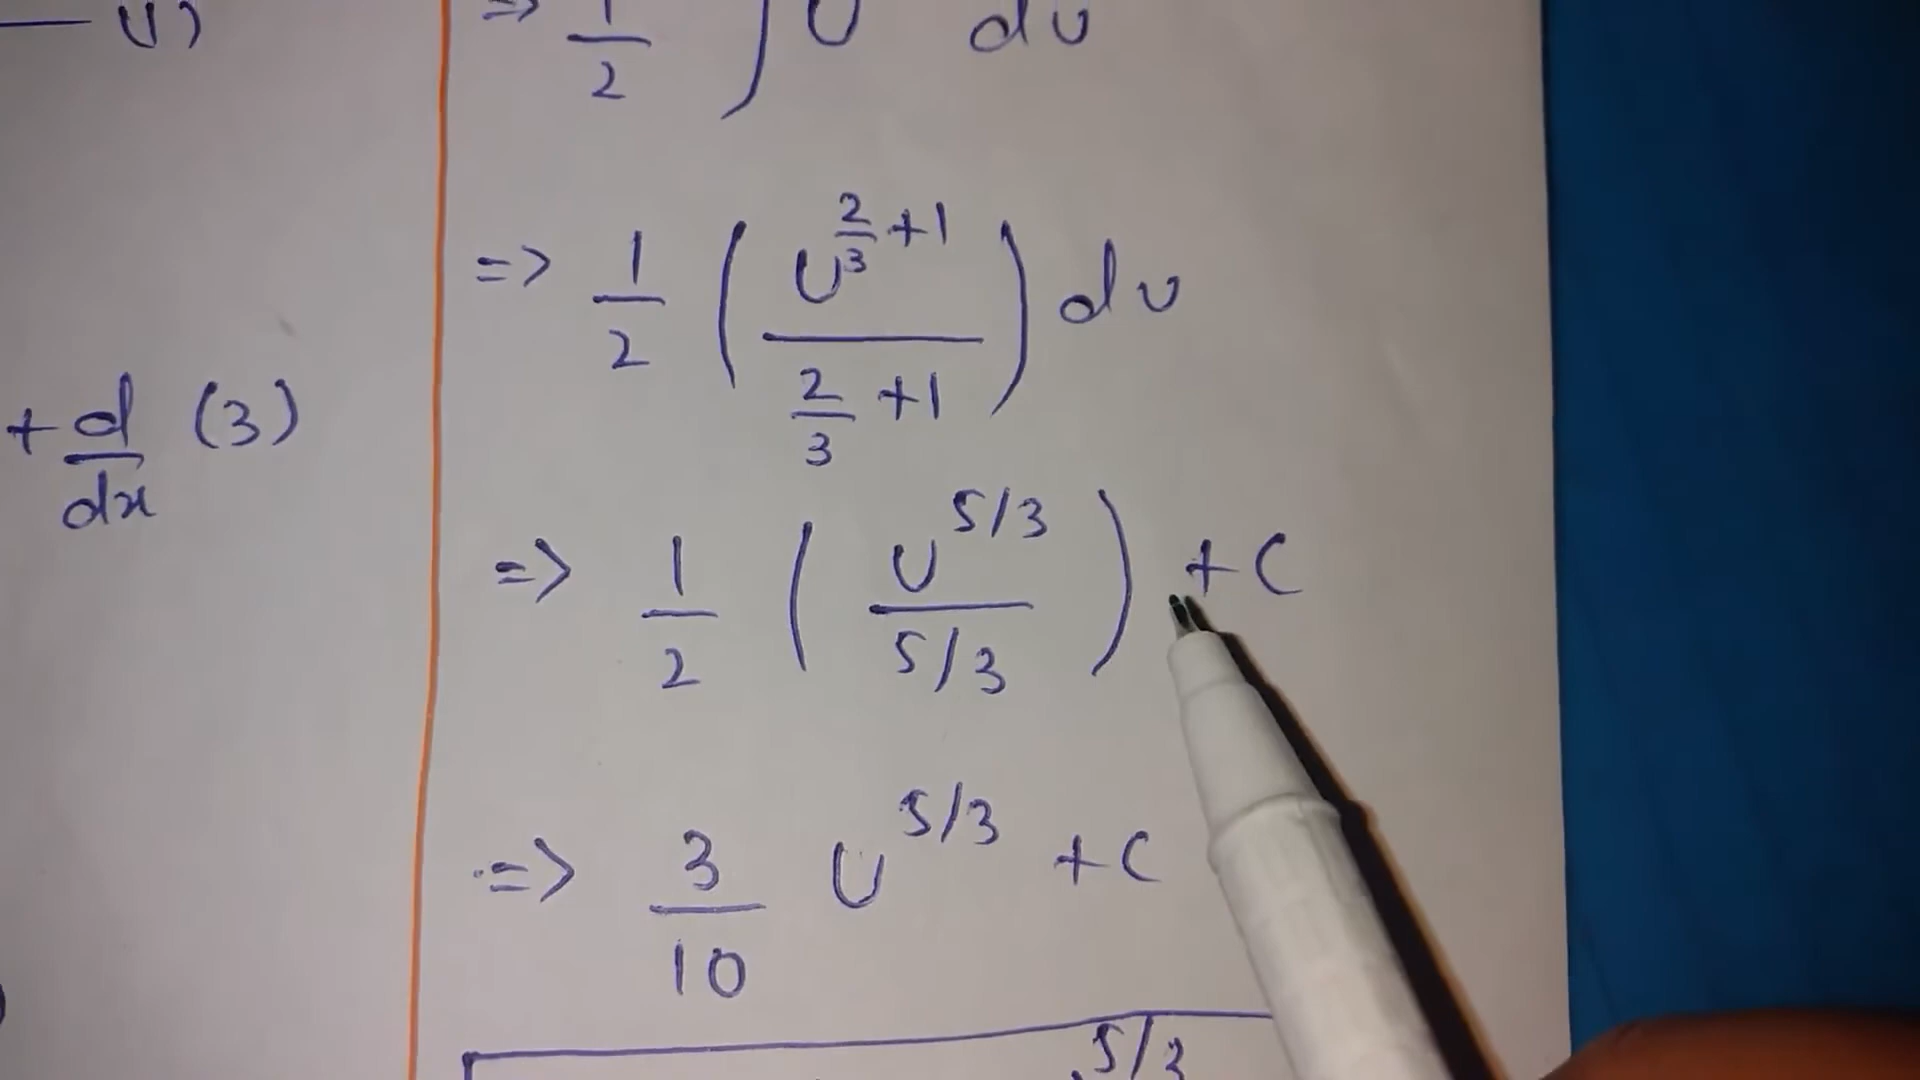 => 1/2 ∫ U du
=> 1/2 ( U^(2/3 + 1) / (2/3 + 1) ) du
+ d/dx (3)
=> 1/2 ( U^5/3 / 5/3 ) + C
=> 3/10 U^5/3 + C
5/3